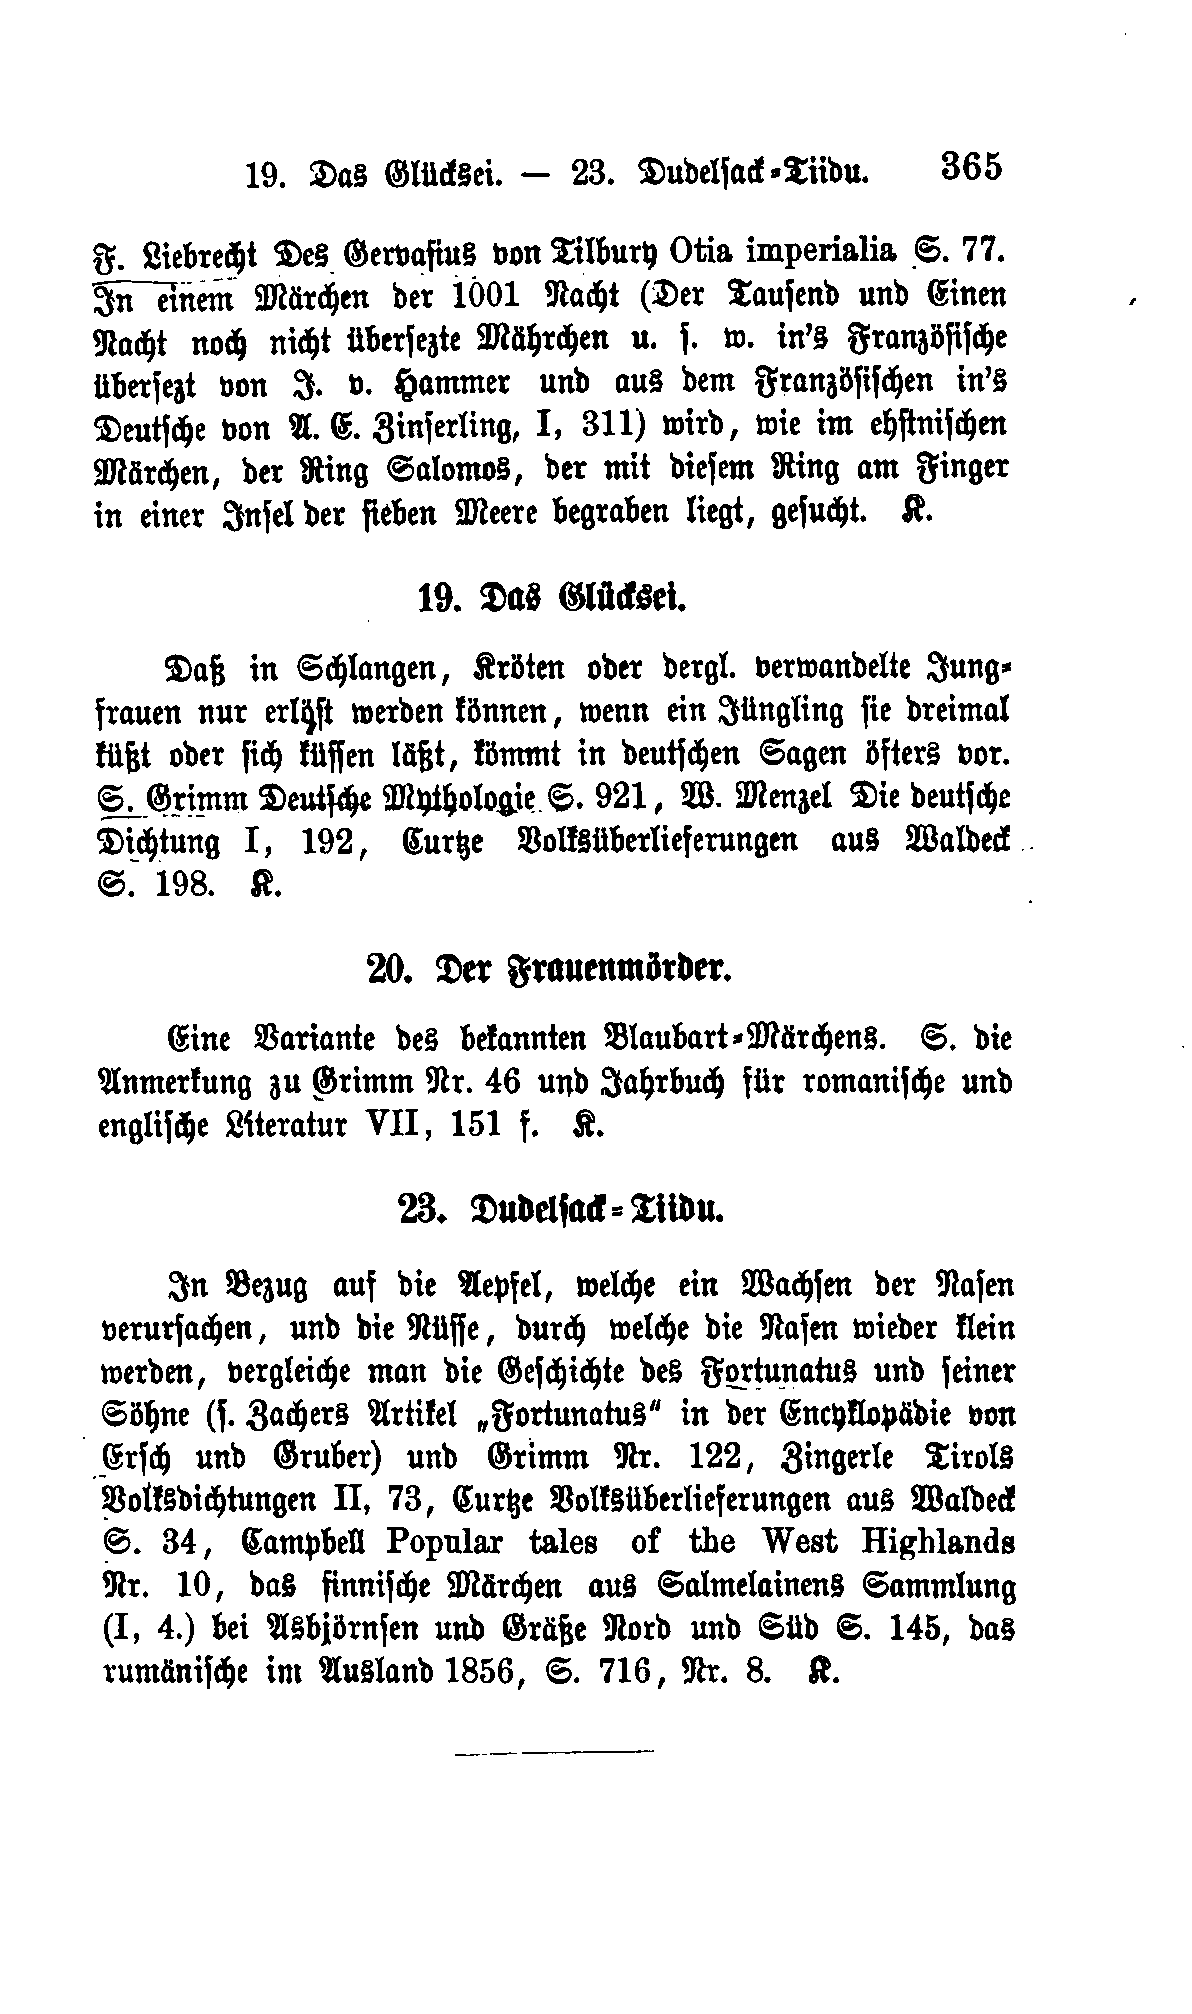 19. Das Glücksei. — 23. Dudelsack-Tiidu. 365
F. Liebrecht Des Gervasius von Tilbury Otia imperialia S. 77.
In einem Märchen der 1001 Nacht (Der Tausend und Einen
Nacht noch nicht übersezte Mährchen u. s. w. in's Französische
übersezt von J. v. Hammer und aus dem Französischen in's
Deutsche von A. E. Zinserling, I, 311) wird, wie im ehstnischen
Märchen, der Ring Salomos, der mit diesem Ring am Finger
in einer Insel der sieben Meere begraben liegt, gesucht. K.
19. Das Glücksei.
Daß in Schlangen, Kröten oder dergl. verwandelte Jung-
frauen nur erlöst werden können, wenn ein Jüngling sie dreimal
küßt oder sich küssen läßt, kömmt in deutschen Sagen öfters vor.
S. Grimm Deutsche Mythologie S. 921, W. Menzel Die deutsche
Dichtung I, 192, Curtze Volksüberlieferungen aus Waldeck
S. 198. K.
20. Der Frauenmörder.
Eine Variante des bekannten Blaubart-Märchens. S. die
Anmerkung zu Grimm Nr. 46 und Jahrbuch für romanische und
englische Literatur VII, 151 f. K.
23. Dudelsack-Tiidu.
In Bezug auf die Aepfel, welche ein Wachsen der Nasen
verursachen, und die Nüsse, durch welche die Nasen wieder klein
werden, vergleiche man die Geschichte des Fortunatus und seiner
Söhne (s. Zachers Artikel „Fortunatus" in der Encyklopädie von
Ersch und Gruber) und Grimm Nr. 122, Zingerle Tirols
Volksdichtungen II, 73, Curtze Volksüberlieferungen aus Waldeck
S. 34, Campbell Popular tales of the West Highlands
Nr. 10, das finnische Märchen aus Salmelainens Sammlung
(I, 4.) bei Asbjörnsen und Gräße Nord und Süd S. 145, das
rumänische im Ausland 1856, S. 716, Nr. 8. K.